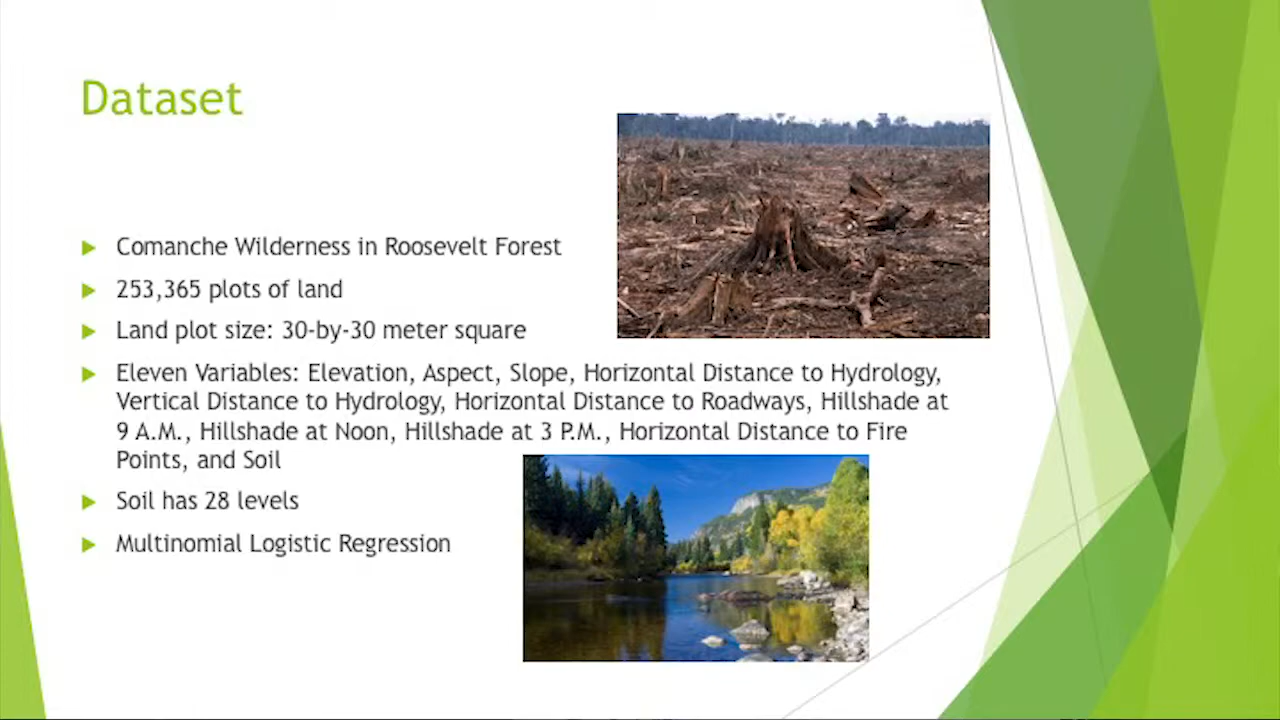 Dataset
Comanche Wilderness in Roosevelt Forest
253,365 plots of land
Land plot size: 30-by-30 meter square
Eleven Variables: Elevation, Aspect, Slope, Horizontal Distance to Hydrology,
Vertical Distance to Hydrology, Horizontal Distance to Roadways, Hillshade at
9 A.M., Hillshade at Noon, Hillshade at 3 P.M., Horizontal Distance to Fire
Points, and Soil
Soil has 28 levels
Multinomial Logistic Regression